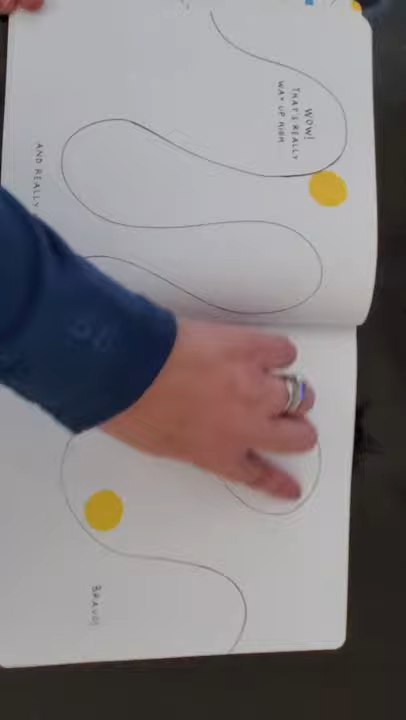 WOW!
THAT'S REALLY
WAY UP HIGH.
AND REALLY
BRAVO!